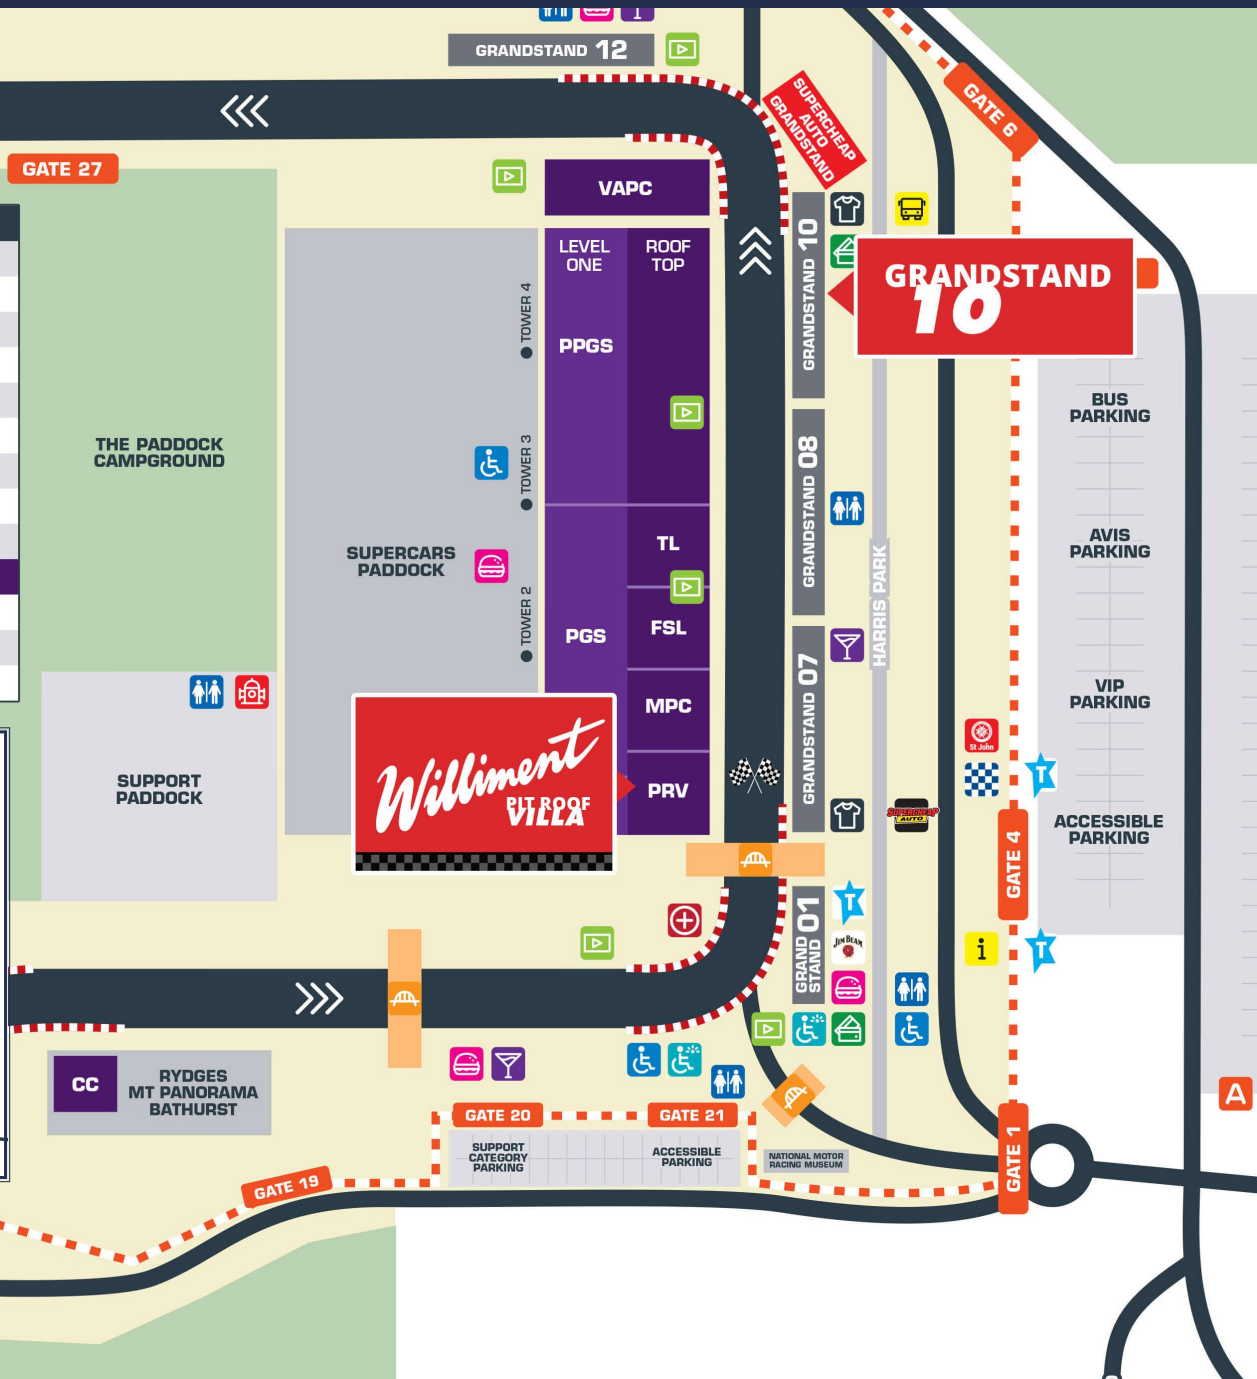 GRANDSTAND 12
SUPERCHEAP
AUTO
GRANDSTAND
GATE 6
GATE 27
VAPC
LEVEL
ONE
ROOF
TOP
GRANDSTAND 10
GRANDSTAND
10
TOWER 4
PPGS
THE PADDOCK
CAMPGROUND
TOWER 3
GRANDSTAND 08
BUS
PARKING
SUPERCARS
PADDOCK
TL
HARRIS PARK
AVIS
PARKING
TOWER 2
PGS
FSL
GRANDSTAND 07
MPC
VIP
PARKING
St John
Williment
PIT ROOF
VILLA
PRV
SUPPORT
PADDOCK
T
SUPERCHEAP
AUTO
GATE 4
ACCESSIBLE
PARKING
T
GRAND
STAND 01
JIM BEAM
i
T
CC
RYDGES
MT PANORAMA
BATHURST
A
GATE 20
GATE 21
SUPPORT
CATEGORY
PARKING
ACCESSIBLE
PARKING
NATIONAL MOTOR
RACING MUSEUM
GATE 1
GATE 19